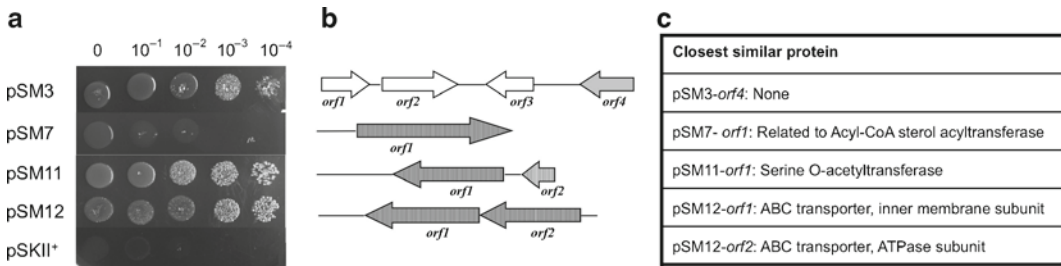 a
0 10⁻¹ 10⁻² 10⁻³ 10⁻⁴
pSM3
pSM7
pSM11
pSM12
pSKII⁺
b
orf1 orf2 orf3 orf4
orf1
orf1 orf2
orf1 orf2
c
Closest similar protein
pSM3-orf4: None
pSM7- orf1: Related to Acyl-CoA sterol acyltransferase
pSM11-orf1: Serine O-acetyltransferase
pSM12-orf1: ABC transporter, inner membrane subunit
pSM12-orf2: ABC transporter, ATPase subunit